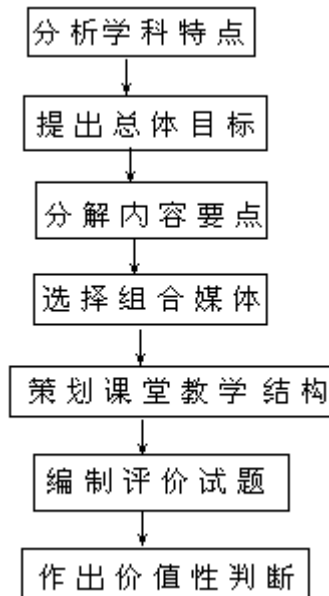 分析学科特点
提出总体目标
分解内容要点
选择组合媒体
策划课堂教学结构
编制评价试题
作出价值性判断